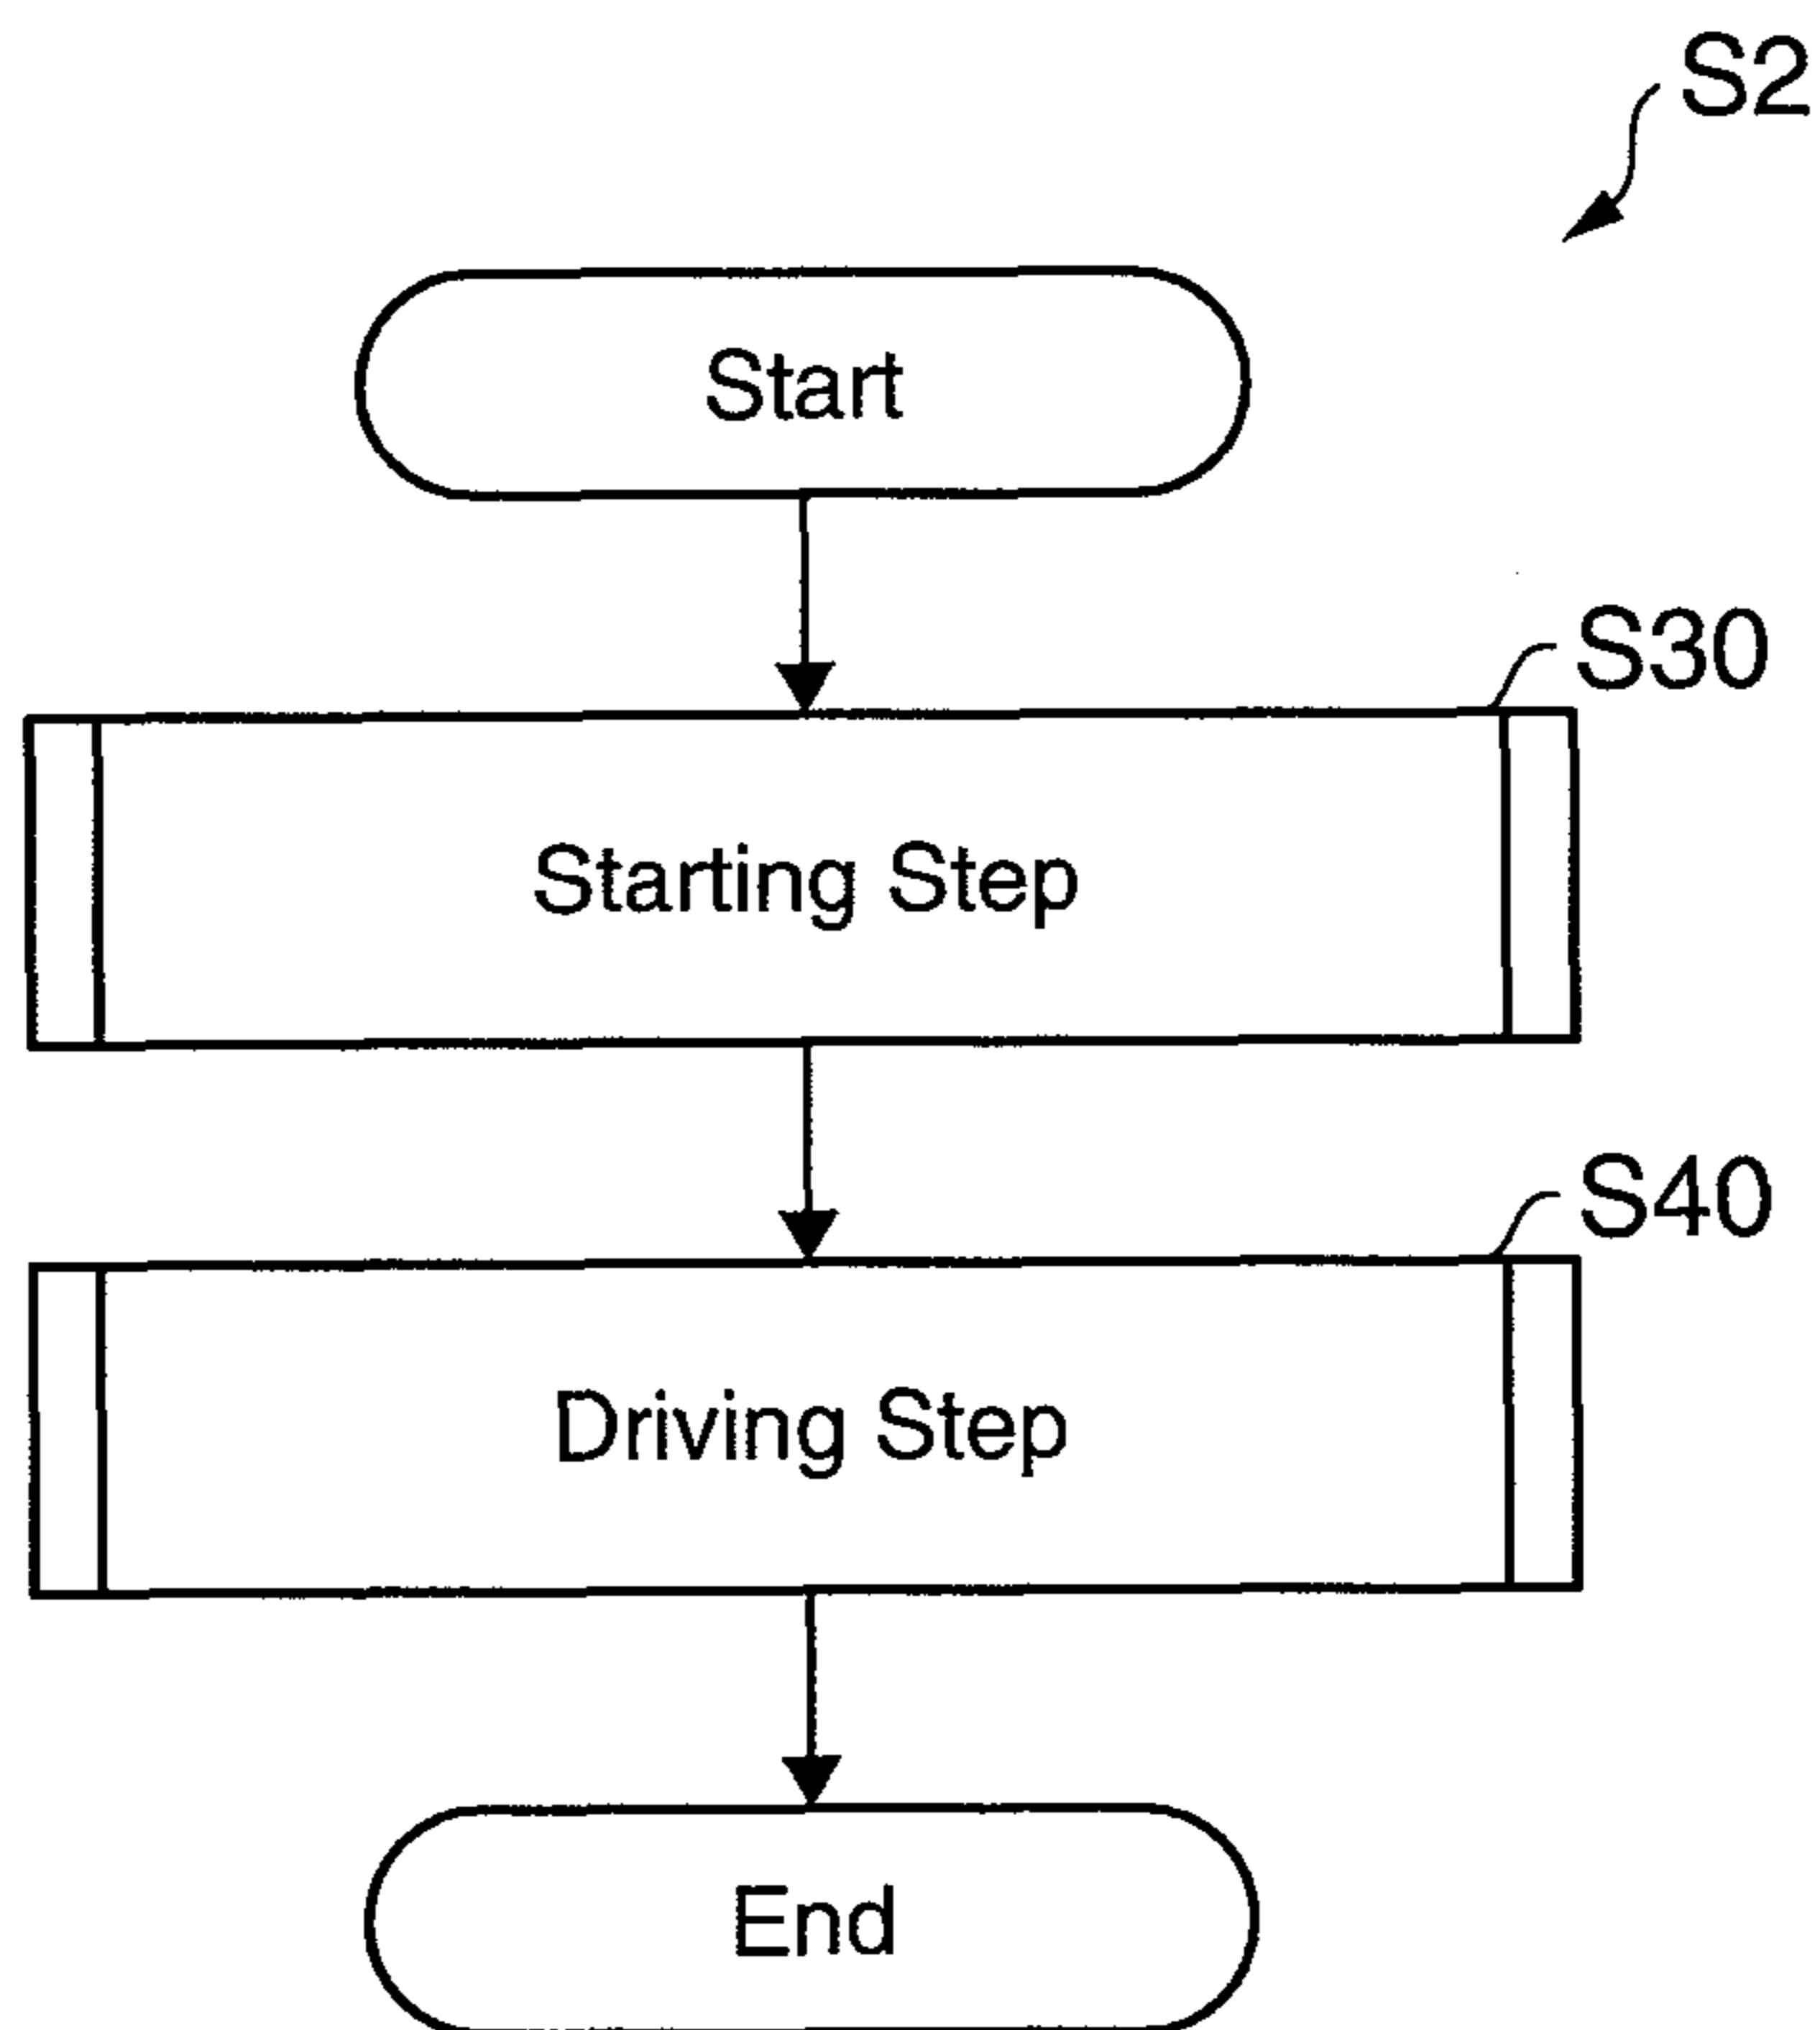 S2
Start
S30
Starting Step
S40
Driving Step
End